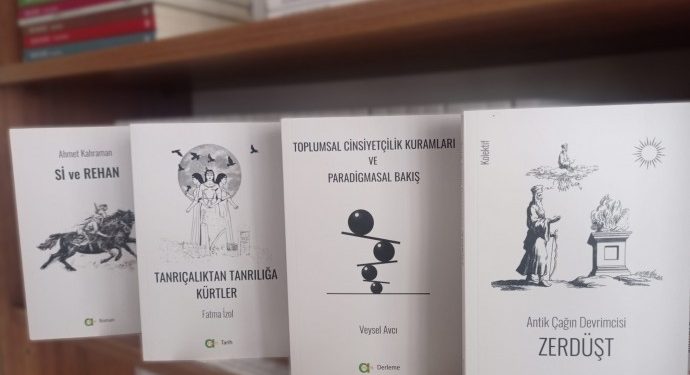 Ahmet Kahraman
Sİ ve REHAN
Roman
TANRIÇALIKTAN TANRILIĞA
KÜRTLER
Fatma İzol
Tarih
TOPLUMSAL CİNSİYETÇİLİK KURAMLARI
VE
PARADİGMASAL BAKIŞ
Veysel Avcı
Derleme
Kolektif
Antik Çağın Devrimcisi
ZERDÜŞT